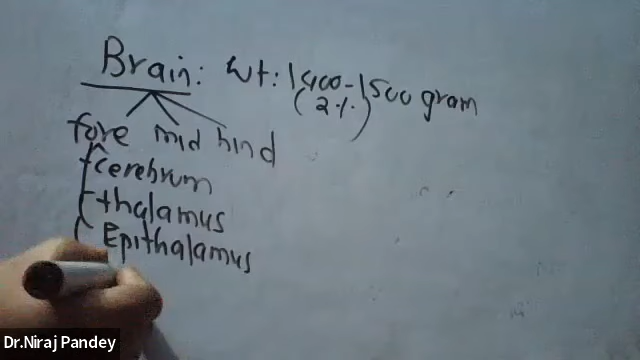 Brain: wt: 1400-1500 gram
(2%)
fore mid hind
cerebrum
thalamus
Epithalamus
Dr.Niraj Pandey